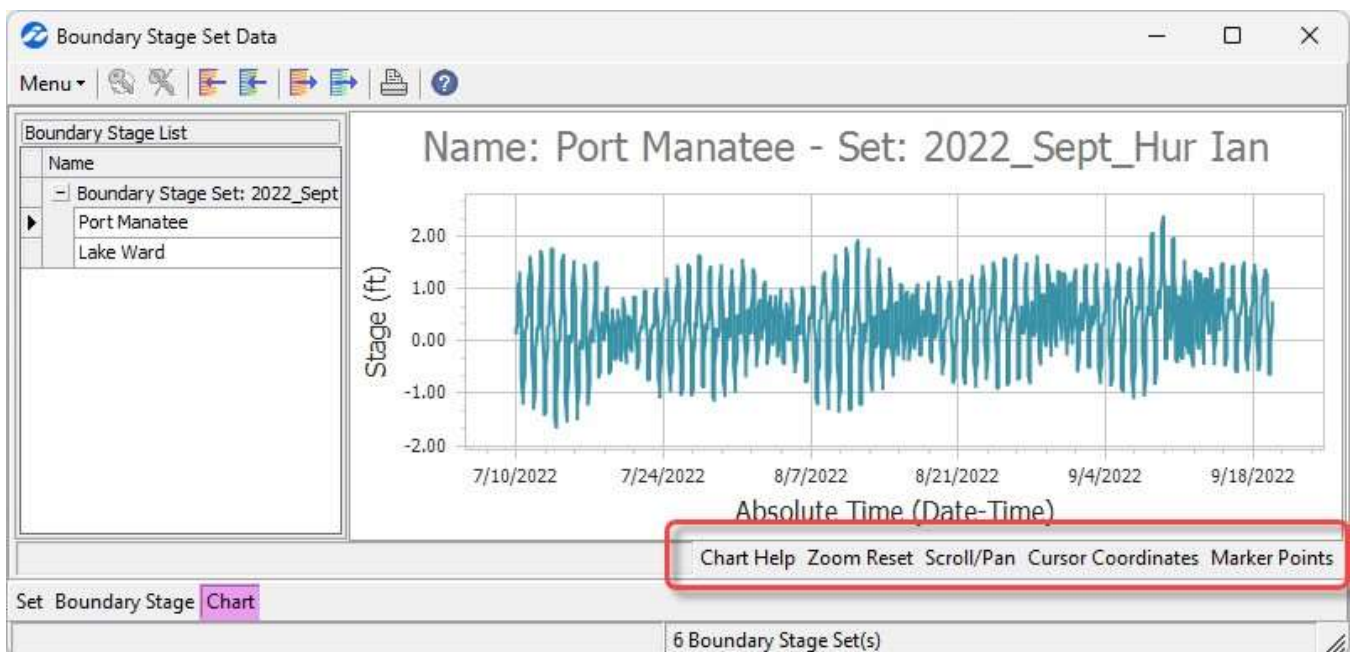 Boundary Stage Set Data
Menu
Boundary Stage List
Name
Boundary Stage Set: 2022_Sept
Port Manatee
Lake Ward
Name: Port Manatee - Set: 2022_Sept_Hur Ian
Stage (ft)
2.00
1.00
0.00
-1.00
-2.00
7/10/2022 7/24/2022 8/7/2022 8/21/2022 9/4/2022 9/18/2022
Absolute Time (Date-Time)
Chart Help Zoom Reset Scroll/Pan Cursor Coordinates Marker Points
Set Boundary Stage Chart
6 Boundary Stage Set(s)